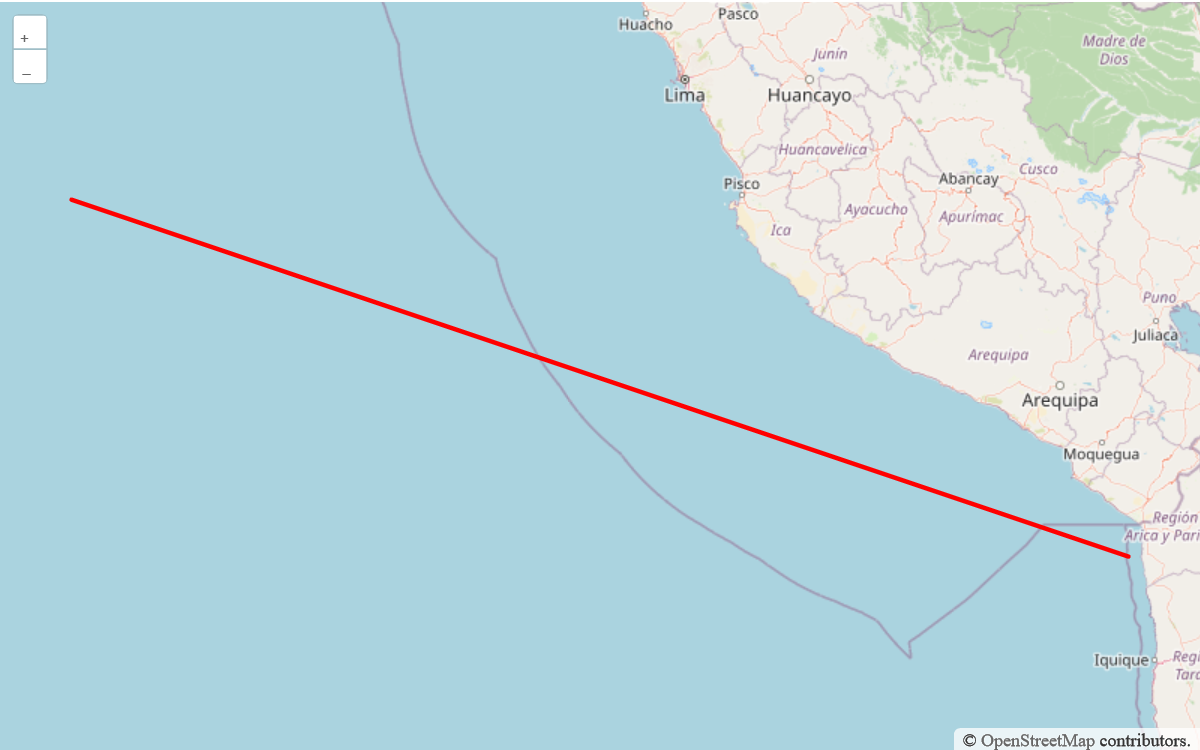 +
–
Huacho
Pasco
Junín
Madre de
Dios
Lima
Huancayo
Huancavelica
Pisco
Abancay
Cusco
Ayacucho
Apurímac
Ica
Puno
Juliaca
Arequipa
Arequipa
Moquegua
Región
Arica y Pari
Iquique
Regi
Tara
© OpenStreetMap contributors.